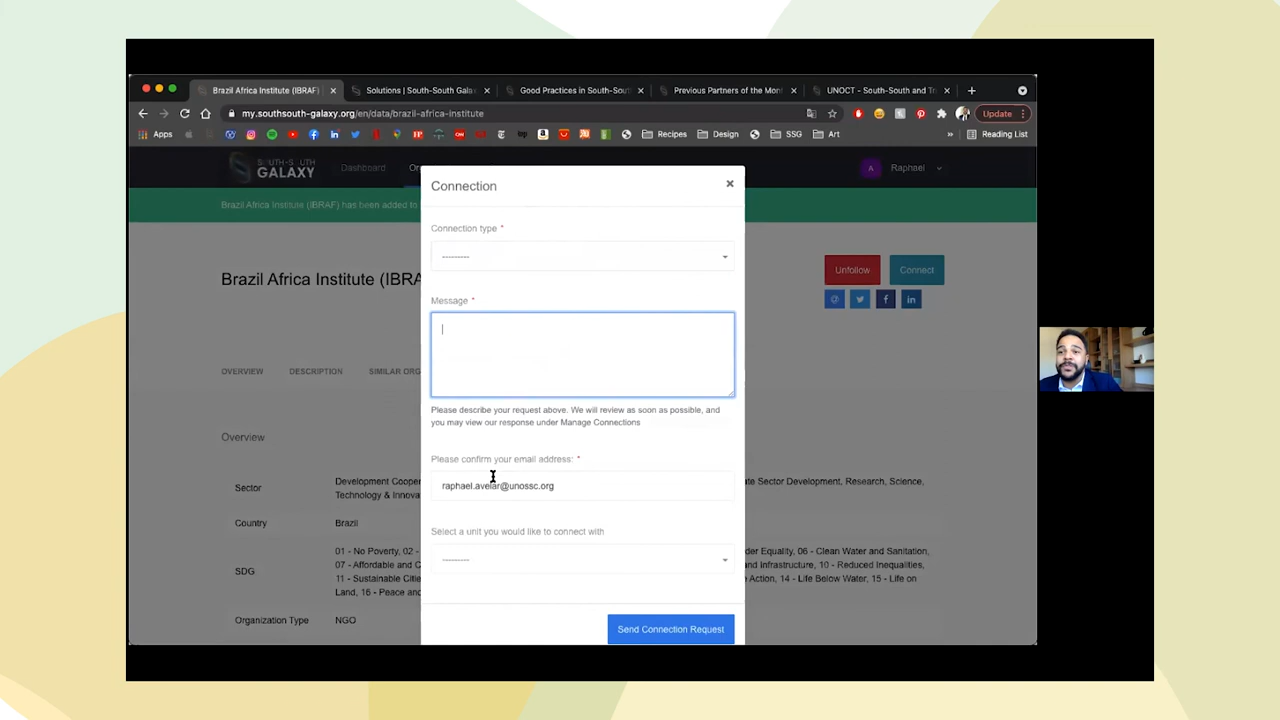 Brazil Africa Institute (IBRAF)
Solutions | South-South Gala
Good Practices in South-Sout
Previous Partners of the Mont
UNOCT - South-South and Tr
my.southsouth-galaxy.org/en/data/brazil-africa-institute
Update
Apps
Recipes
Design
SSG
Art
Reading List
SOUTH-SOUTH
GALAXY
Dashboard
Or
A
Raphael
Brazil Africa Institute (IBRAF) has been added to
Connection
Connection type *
---------
Brazil Africa Institute (IBRA
Unfollow
Connect
Message *
OVERVIEW
DESCRIPTION
SIMILAR ORG
Please describe your request above. We will review as soon as possible, and
you may view our response under Manage Connections
Overview
Please confirm your email address: *
raphael.avelar@unossc.org
Sector
Development Cooper
ate Sector Development, Research, Science,
Technology & Innova
Country
Brazil
Select a unit you would like to connect with
---------
SDG
01 - No Poverty, 02 -
der Equality, 06 - Clean Water and Sanitation,
07 - Affordable and C
and Infrastructure, 10 - Reduced Inequalities,
11 - Sustainable Citie
Action, 14 - Life Below Water, 15 - Life on
Land, 16 - Peace and
Organization Type
NGO
Send Connection Request